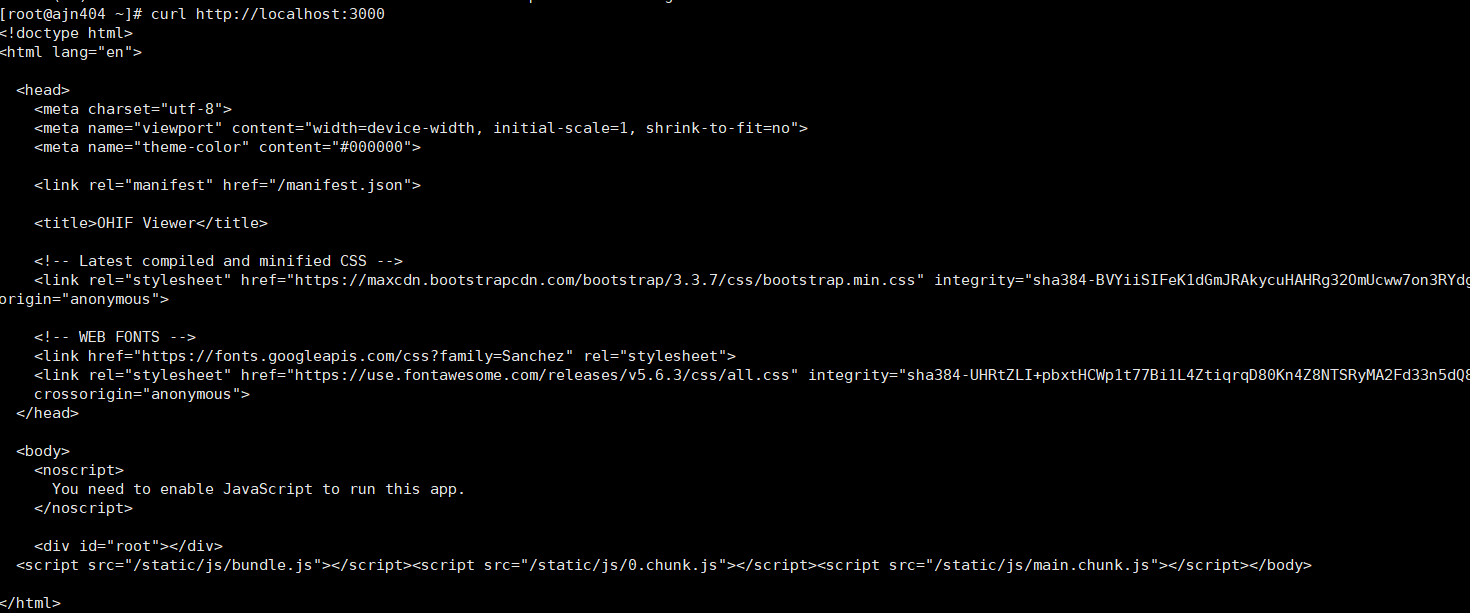 [root@ajn404 ~]# curl http://localhost:3000
<!doctype html>
<html lang="en">
<head>
<meta charset="utf-8">
<meta name="viewport" content="width=device-width, initial-scale=1, shrink-to-fit=no">
<meta name="theme-color" content="#000000">
<link rel="manifest" href="/manifest.json">
<title>OHIF Viewer</title>
<!-- Latest compiled and minified CSS -->
<link rel="stylesheet" href="https://maxcdn.bootstrapcdn.com/bootstrap/3.3.7/css/bootstrap.min.css" integrity="sha384-BVYiiSIFeK1dGmJRAkycuHAHRg32OmUcww7on3RYdg
origin="anonymous">
<!-- WEB FONTS -->
<link href="https://fonts.googleapis.com/css?family=Sanchez" rel="stylesheet">
<link rel="stylesheet" href="https://use.fontawesome.com/releases/v5.6.3/css/all.css" integrity="sha384-UHRtZLI+pbxtHCWp1t77Bi1L4ZtiqrqD80Kn4Z8NTSRyMA2Fd33n5dQ8
crossorigin="anonymous">
</head>
<body>
<noscript>
You need to enable JavaScript to run this app.
</noscript>
<div id="root"></div>
<script src="/static/js/bundle.js"></script><script src="/static/js/0.chunk.js"></script><script src="/static/js/main.chunk.js"></script></body>
</html>